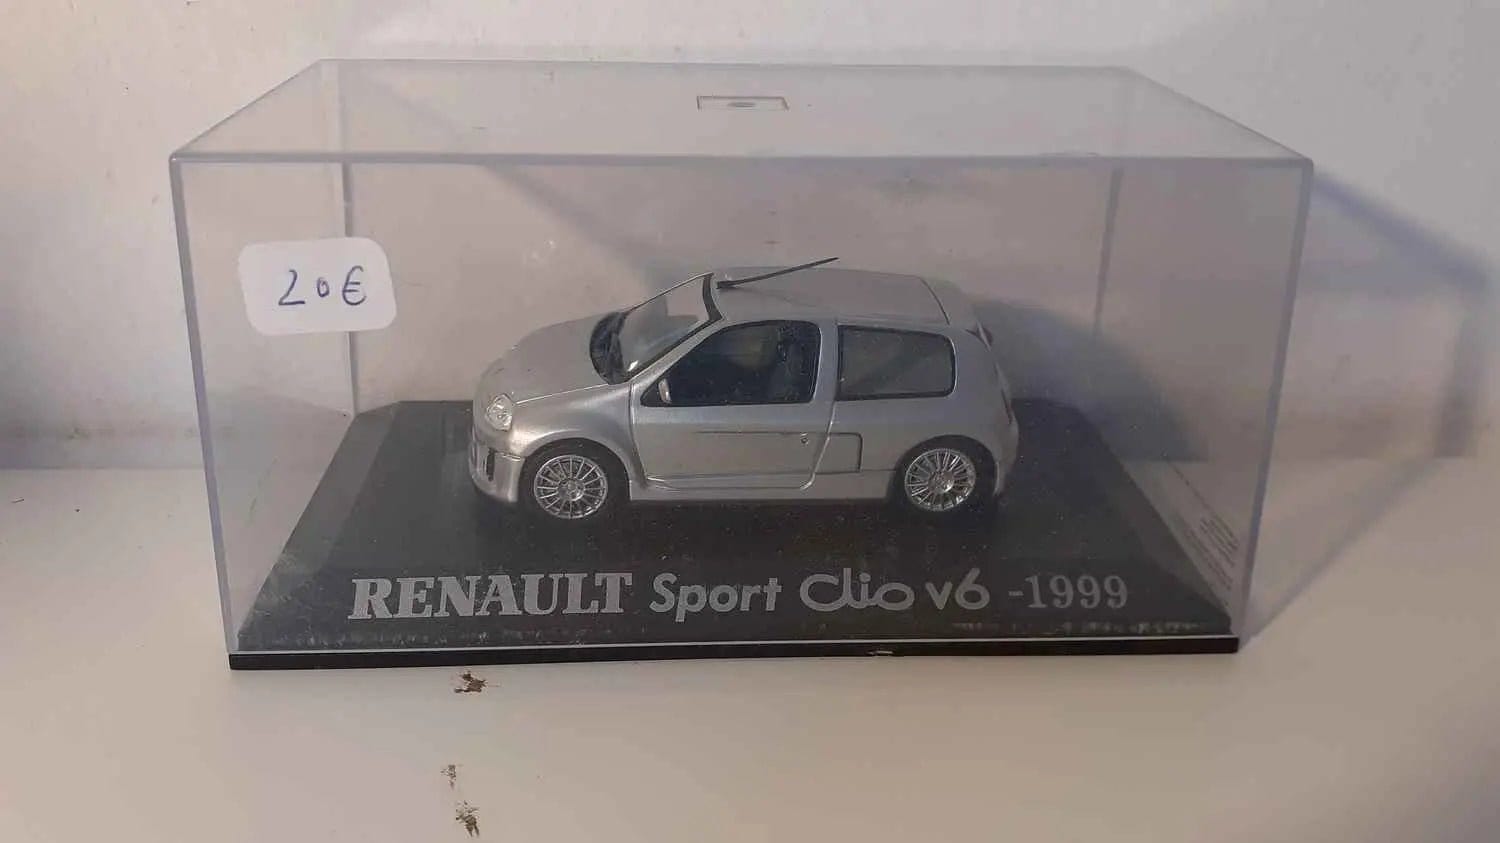 20€
RENAULT Sport Clio v6 -1999